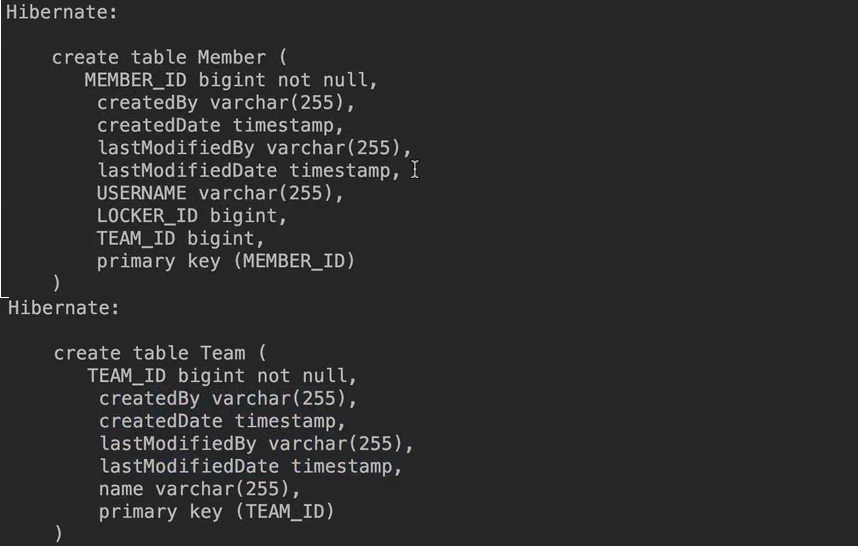 Hibernate:
create table Member (
MEMBER_ID bigint not null,
createdBy varchar(255),
createdDate timestamp,
lastModifiedBy varchar(255),
lastModifiedDate timestamp,
USERNAME varchar(255),
LOCKER_ID bigint,
TEAM_ID bigint,
primary key (MEMBER_ID)
)
Hibernate:
create table Team (
TEAM_ID bigint not null,
createdBy varchar(255),
createdDate timestamp,
lastModifiedBy varchar(255),
lastModifiedDate timestamp,
name varchar(255),
primary key (TEAM_ID)
)